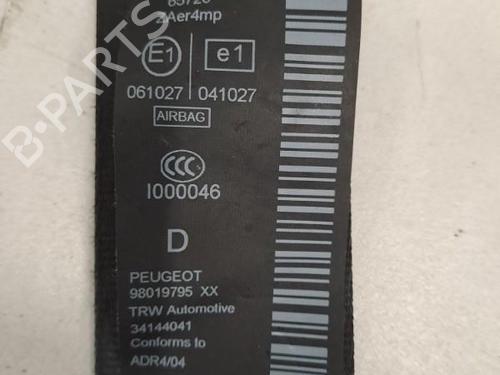 2Aer4mp
E1 e1
061027 041027
AIRBAG
CCC
I000046
D
PEUGEOT
98019795 XX
TRW Automotive
34144041
Conforms to
ADR4/04
B-PARTS